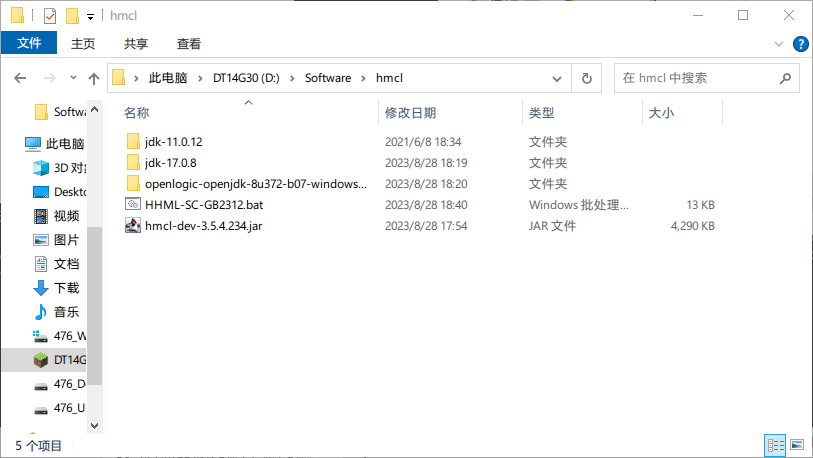 hmcl
文件 主页 共享 查看
此电脑 DT14G30 (D:) Software hmcl 在 hmcl 中搜索
名称 修改日期 类型 大小
Softwa
此电脑
3D 对象
Deskto
视频
图片
文档
下载
音乐
476_W
DT14G
476_D
476_U
jdk-11.0.12 2021/6/8 18:34 文件夹
jdk-17.0.8 2023/8/28 18:19 文件夹
openlogic-openjdk-8u372-b07-windows... 2023/8/28 18:20 文件夹
HHML-SC-GB2312.bat 2023/8/28 18:40 Windows 批处理... 13 KB
hmcl-dev-3.5.4.234.jar 2023/8/28 17:54 JAR 文件 4,290 KB
5 个项目